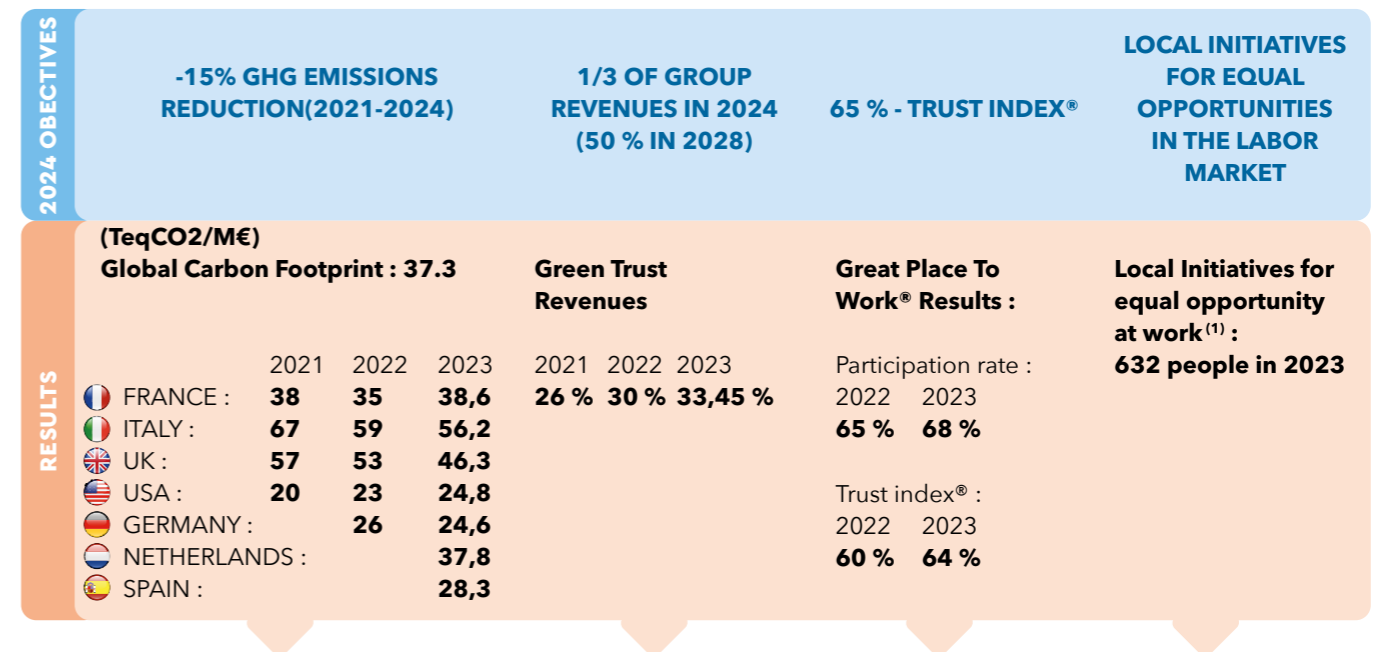 2024 OBECTIVES
-15% GHG EMISSIONS
REDUCTION(2021-2024)
1/3 OF GROUP
REVENUES IN 2024
(50 % IN 2028)
65 % - TRUST INDEX®
LOCAL INITIATIVES
FOR EQUAL
OPPORTUNITIES
IN THE LABOR
MARKET
RESULTS
(TeqCO2/M€)
Global Carbon Footprint : 37.3
2021 2022 2023
FRANCE : 38 35 38,6
ITALY : 67 59 56,2
UK : 57 53 46,3
USA : 20 23 24,8
GERMANY : 26 24,6
NETHERLANDS : 37,8
SPAIN : 28,3
Green Trust
Revenues
2021 2022 2023
26 % 30 % 33,45 %
Great Place To
Work® Results :
Participation rate :
2022 2023
65 % 68 %
Trust index® :
2022 2023
60 % 64 %
Local Initiatives for
equal opportunity
at work (1) :
632 people in 2023